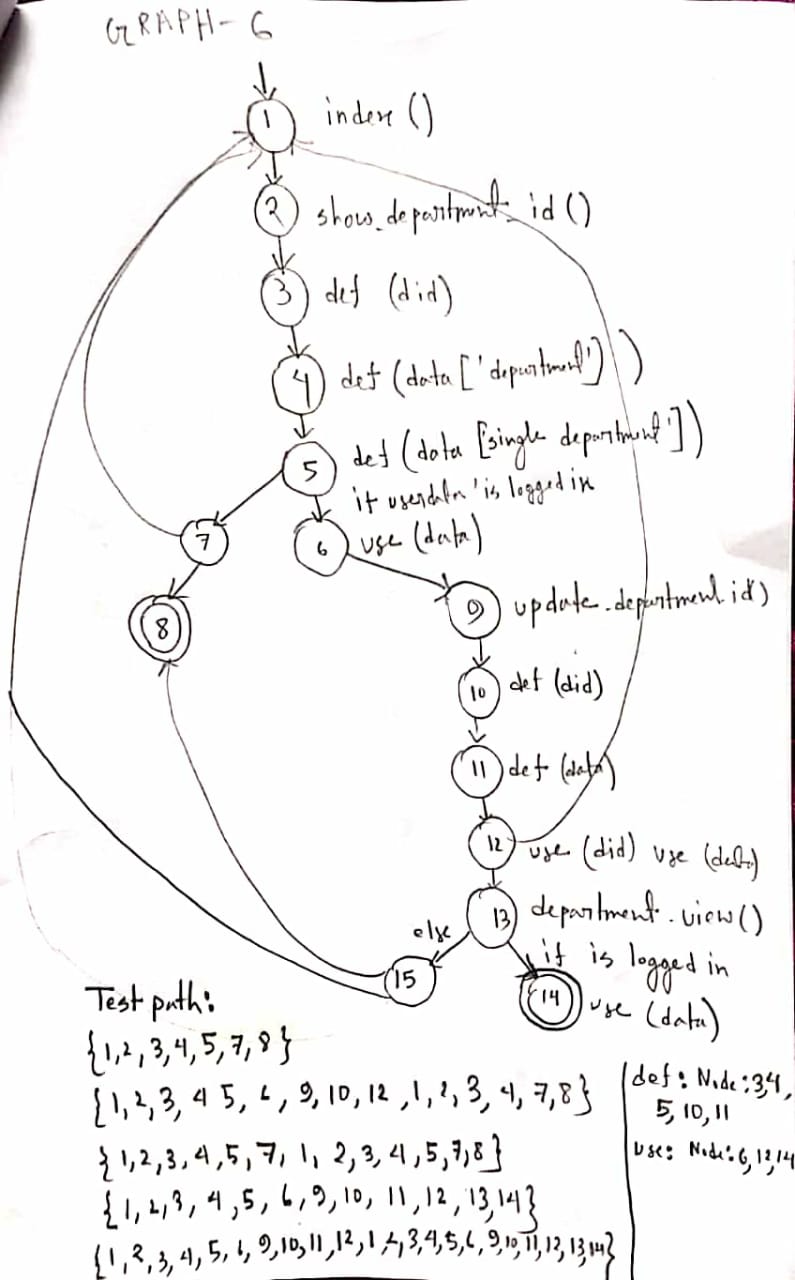 GRAPH-6
1 index()
2 show_department_id()
3 def (did)
4 def (data ['department'])
5 def (data [single department'])
if userdata 'is logged in
7
6 use (data)
8
9 update.department.id)
10 def (did)
11 def (data)
12 use (did) use (data)
13 department.view()
else
if is logged in
15
14 use (data)
Test path:
{1,2,3,4,5,7,8}
{1,2,3,4 5, 6, 9, 10, 12, 1, 2, 3, 4, 7, 8}
{1,2,3,4,5,7, 1, 2,3,4,5,7,8}
{1, 2, 3, 4, 5, 6, 9, 10, 11, 12, 13, 14}
{1, 2, 3, 4, 5, 6, 9,10,11,12,1 2,3,4,5,6,9,10,11,12,13,14}
def: Node: 3,4,
5, 10, 11
use: Node: 6, 12, 14